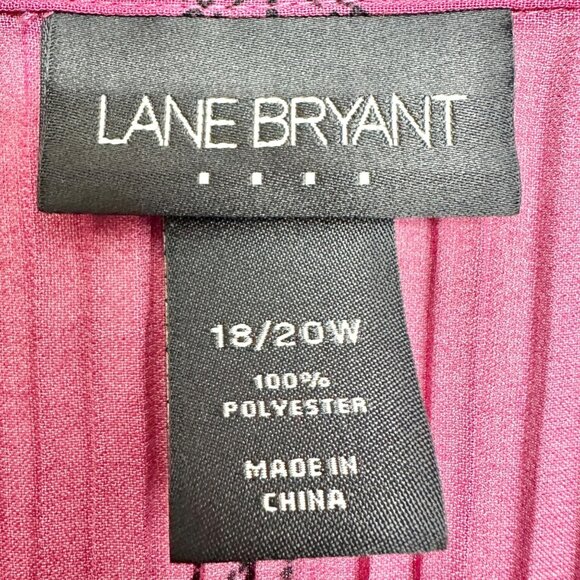 LANE BRYANT
18/20W
100%
POLYESTER
MADE IN
CHINA